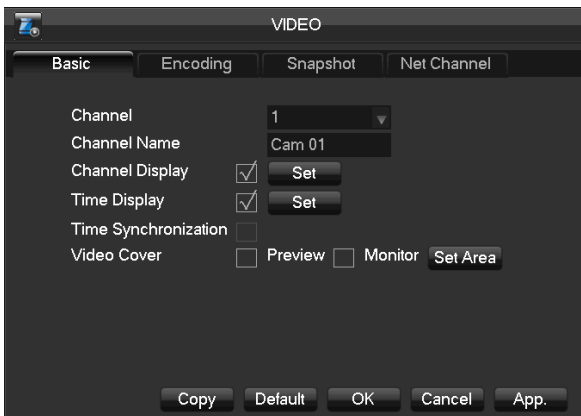 VIDEO
Basic Encoding Snapshot Net Channel
Channel 1
Channel Name Cam 01
Channel Display Set
Time Display Set
Time Synchronization
Video Cover Preview Monitor Set Area
Copy Default OK Cancel App.